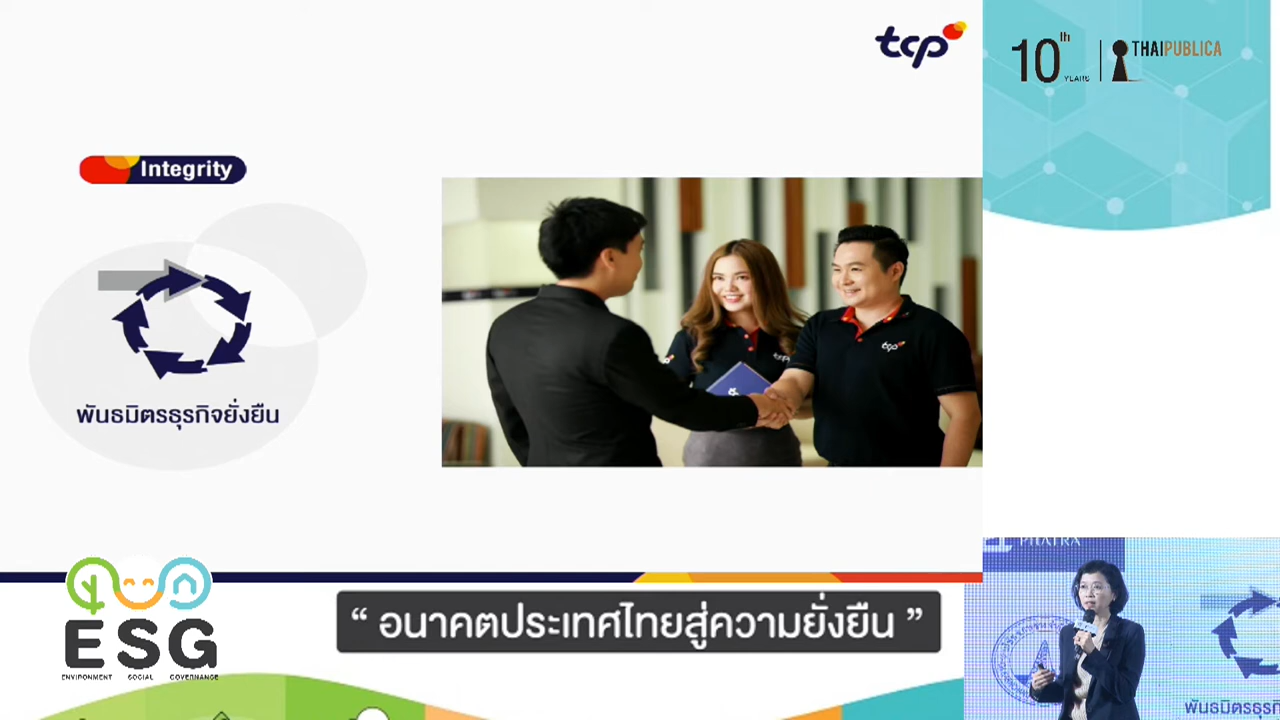 tcp
10th YEARS
THAIPUBLICA
Integrity
พันธมิตรธุรกิจยั่งยืน
tcp
tcp
PHATRA
“ อนาคตประเทศไทยสู่ความยั่งยืน ”
ESG
ENVIRONMENT SOCIAL GOVERNANCE
พันธมิตรธุรกิ